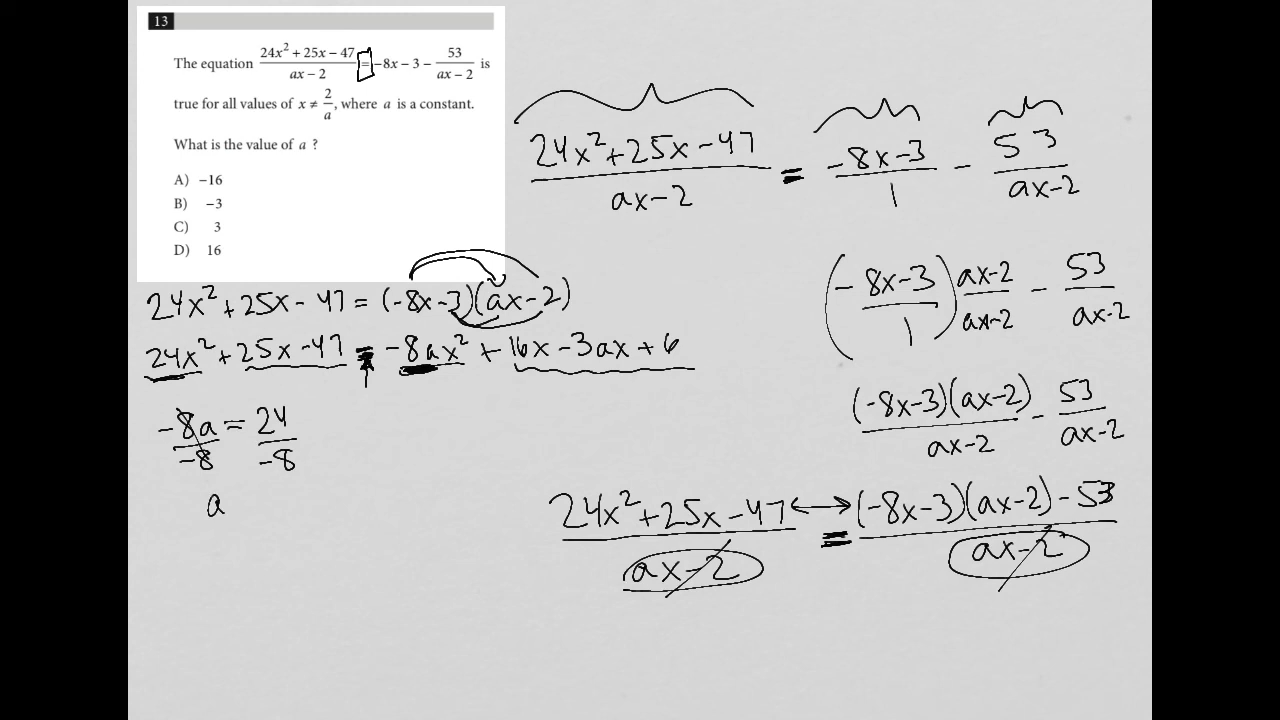 13
The equation (24x² + 25x − 47)/(ax − 2) = −8x − 3 − 53/(ax − 2) is
true for all values of x ≠ 2/a, where a is a constant.
What is the value of a ?
A) −16
B) −3
C) 3
D) 16
(24x² + 25x − 47)/(ax − 2) = (−8x − 3)/1 − 53/(ax − 2)
(−8x − 3)/1) (ax − 2)/(ax − 2) − 53/(ax − 2)
(−8x − 3)(ax − 2)/(ax − 2) − 53/(ax − 2)
(24x² + 25x − 47)/(ax − 2) = ((−8x − 3)(ax − 2) − 53)/(ax − 2)
24x² + 25x − 47 = (−8x − 3)(ax − 2)
24x² + 25x − 47 = −8ax² + 16x − 3ax + 6
−8a/−8 = 24/−8
a